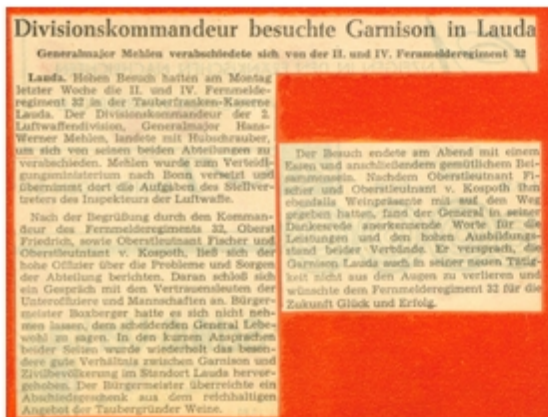 Divisionskommandeur besuchte Garnison in Lauda
Generalmajor Mehlen verabschiedete sich von der II. und IV. Fernmelderegiment 32
Lauda. Hohen Besuch hatten am Montag
letzter Woche die II. und IV. Fernmelde-
regiment 32 in der Tauberfranken-Kaserne
Lauda. Der Divisionskommandeur der 2.
Luftwaffendivision, Generalmajor Hans-
Werner Mehlen, landete mit Hubschrauber,
um sich von seinen beiden Abteilungen zu
verabschieden. Mehlen wurde zum Verteidi-
gungsministerium nach Bonn versetzt und
übernimmt dort die Aufgaben des Stellver-
treters des Inspekteurs der Luftwaffe.
Nach der Begrüßung durch den Komman-
deur des Fernmelderegiments 32, Oberst
Friedrich, sowie Oberstleutnant Fischer und
Oberstleutnant v. Kospoth, ließ sich der
hohe Offizier über die Probleme und Sorgen
der Abteilung berichten. Daran schloß sich
ein Gespräch mit den Vertrauensleuten der
Unteroffiziere und Mannschaften an. Bürger-
meister Boxberger hatte es sich nicht neh-
men lassen, dem scheidenden General Lebe-
wohl zu sagen. In den kurzen Ansprachen
beider Seiten wurde wiederholt das beson-
dere gute Verhältnis zwischen Garnison und
Zivilbevölkerung im Standort Lauda hervor-
gehoben. Der Bürgermeister überreichte ein
Abschiedsgeschenk aus dem reichhaltigen
Angebot der Taubergründer Weine.
Der Besuch endete am Abend mit einem
Essen und anschließendem gemütlichem Bei-
sammensein. Nachdem Oberstleutnant Fi-
scher und Oberstleutnant v. Kospoth ihm
ebenfalls Weinpräsente mit auf den Weg
gegeben hatten, fand der General in seiner
Dankesrede anerkennende Worte für die
Leistungen und den hohen Ausbildungs-
stand beider Verbände. Er versprach, die
Garnison Lauda auch in seiner neuen Tätig-
keit nicht aus den Augen zu verlieren und
wünschte dem Fernmelderegiment 32 für die
Zukunft Glück und Erfolg.